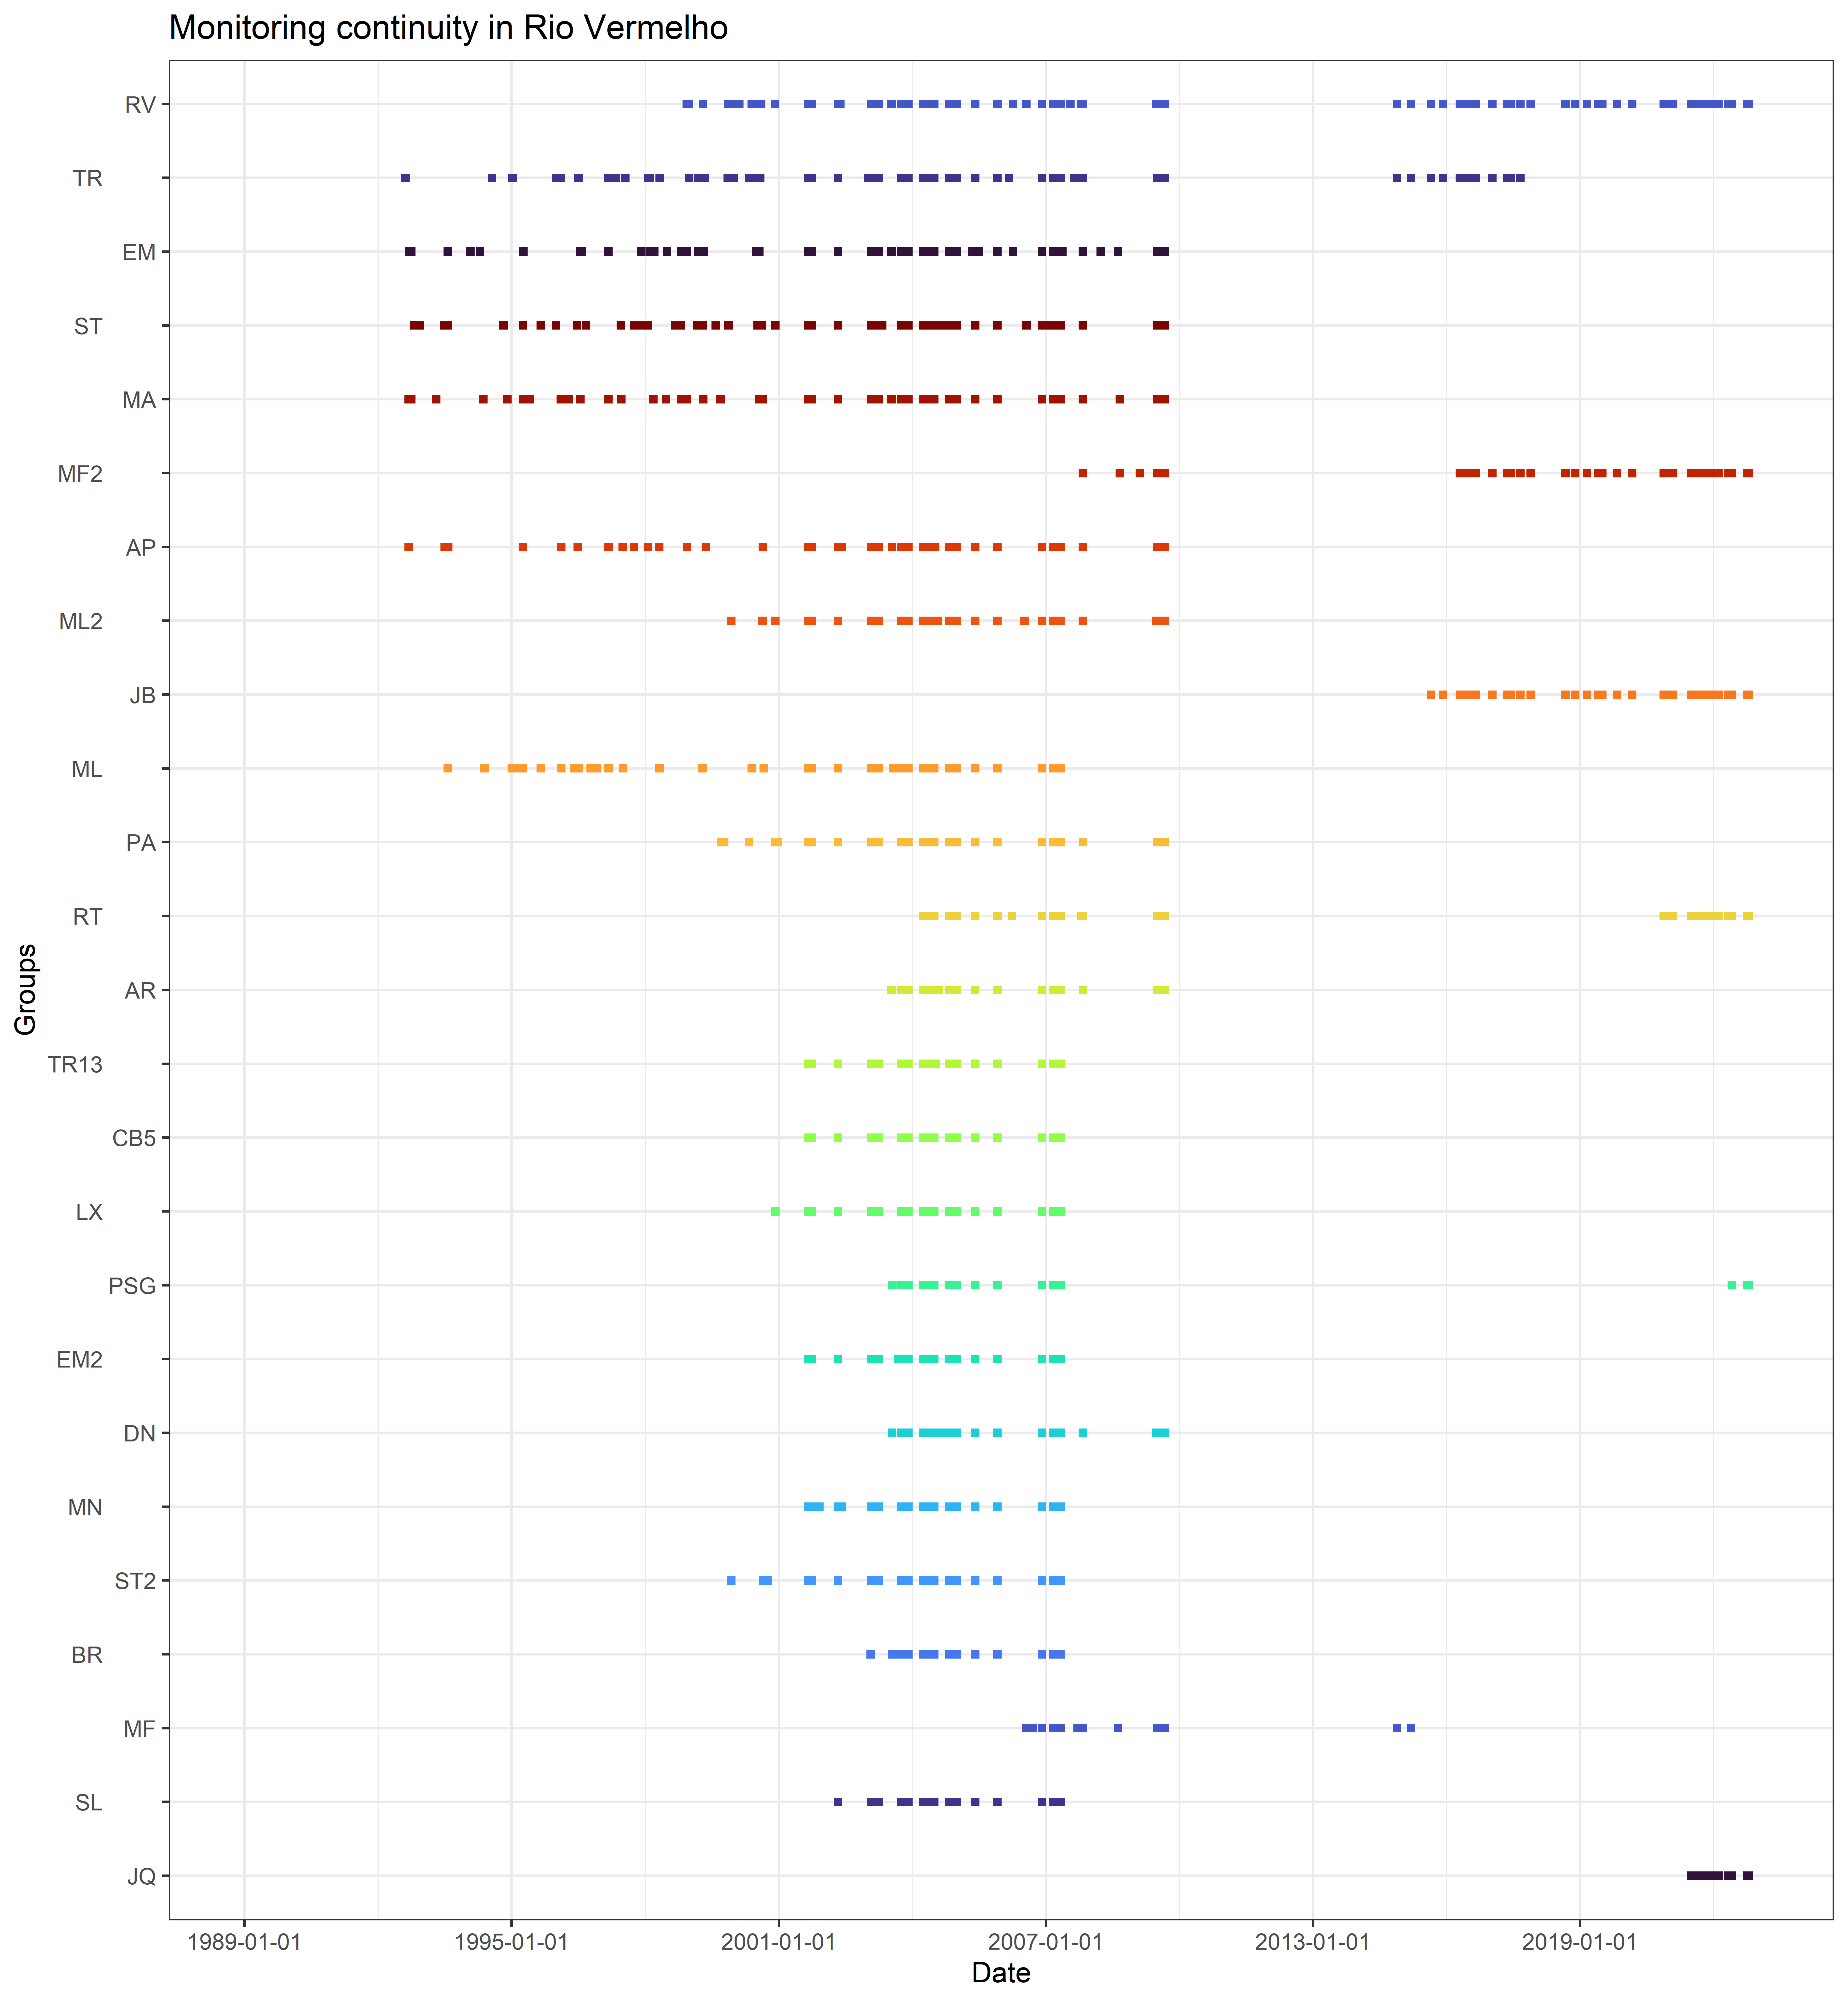 Monitoring continuity in Rio Vermelho
RV
TR
EM
ST
MA
MF2
AP
ML2
JB
ML
PA
RT
AR
TR13
CB5
LX
PSG
EM2
DN
MN
ST2
BR
MF
SL
JQ
Groups
1989-01-01 1995-01-01 2001-01-01 2007-01-01 2013-01-01 2019-01-01
Date